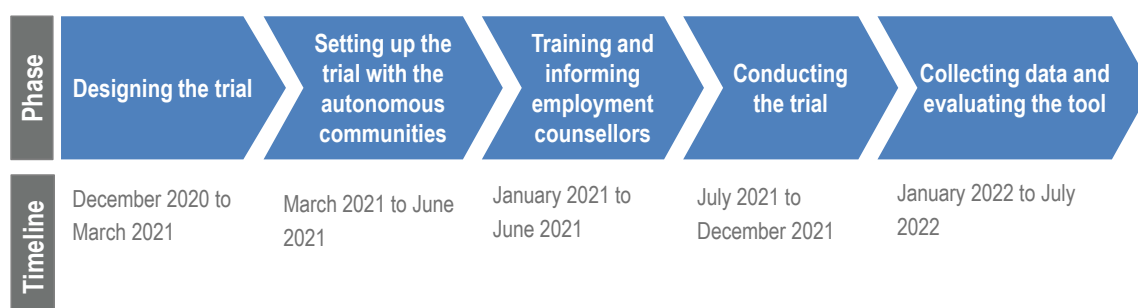 Phase
Designing the trial
Setting up the
trial with the
autonomous
communities
Training and
informing
employment
counsellors
Conducting
the trial
Collecting data and
evaluating the tool
Timeline
December 2020 to
March 2021
March 2021 to June
2021
January 2021 to
June 2021
July 2021 to
December 2021
January 2022 to July
2022